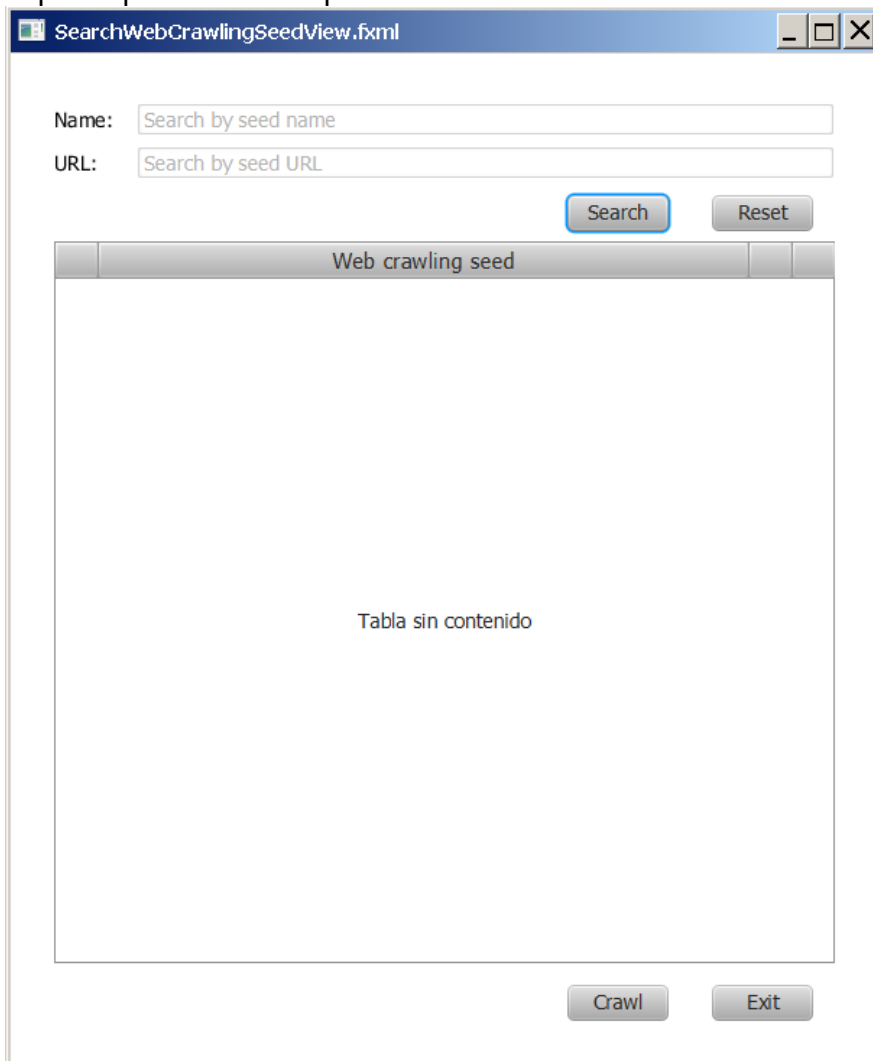 SearchWebCrawlingSeedView.fxml
Name: Search by seed name
URL: Search by seed URL
Search Reset
Web crawling seed
Tabla sin contenido
Crawl Exit